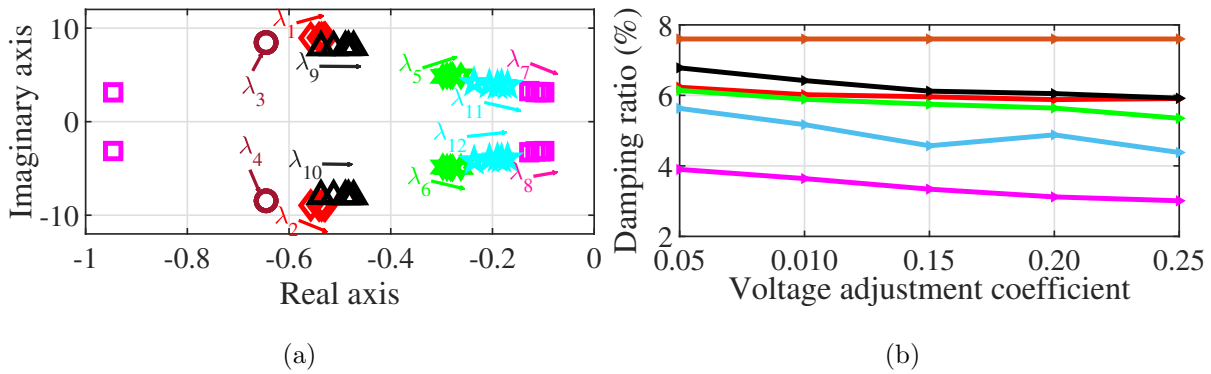 10
0
-10
Imaginary axis
λ1
λ3
λ9
λ5
λ7
λ11
λ4
λ10
λ12
λ6
λ8
λ2
-1 -0.8 -0.6 -0.4 -0.2 0
Real axis
(a)
8
6
4
2
Damping ratio (%)
0.05 0.010 0.15 0.20 0.25
Voltage adjustment coefficient
(b)